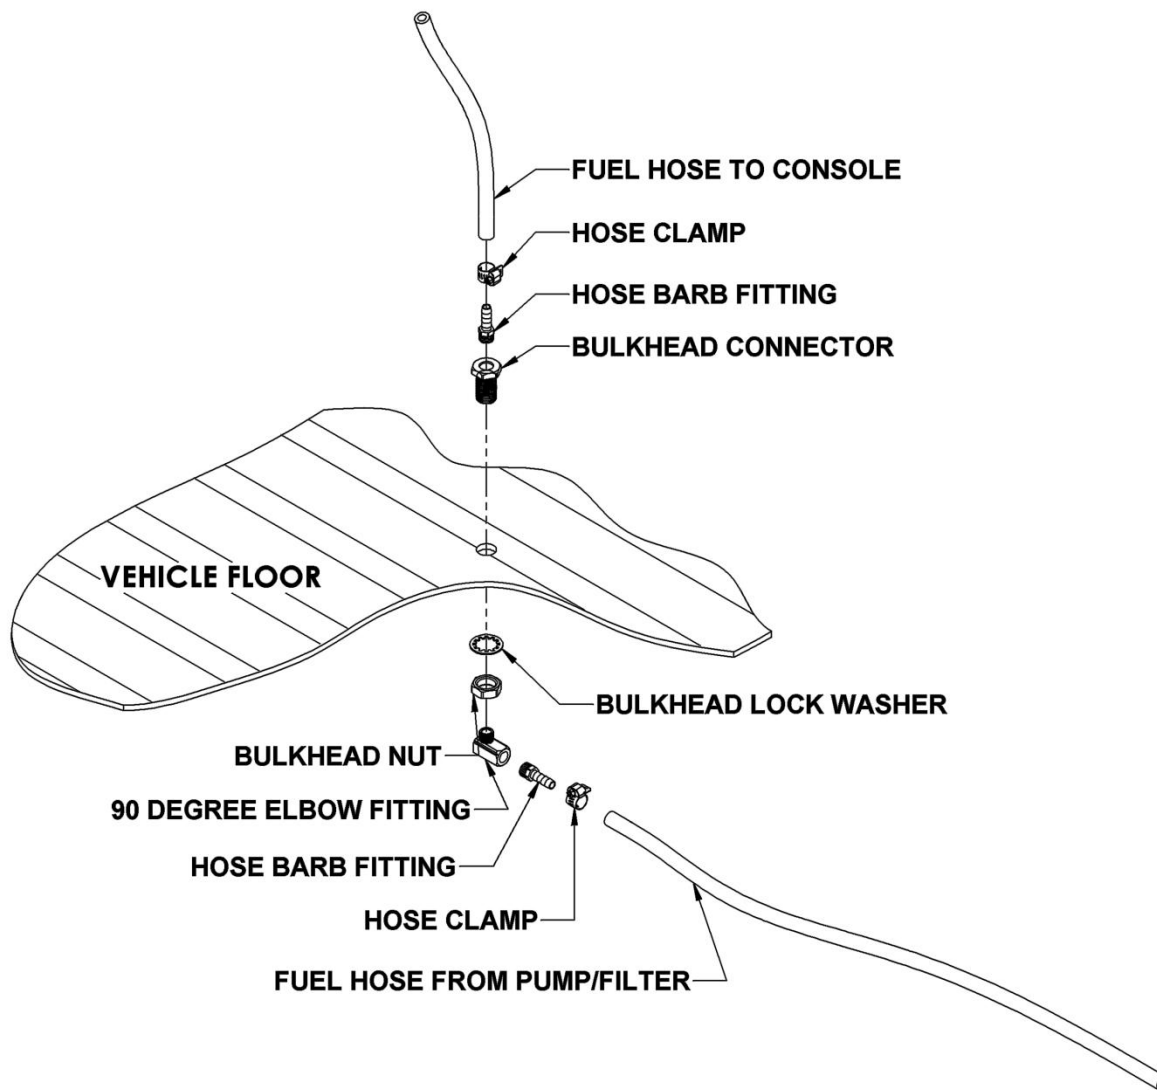 FUEL HOSE TO CONSOLE
HOSE CLAMP
HOSE BARB FITTING
BULKHEAD CONNECTOR
VEHICLE FLOOR
BULKHEAD LOCK WASHER
BULKHEAD NUT
90 DEGREE ELBOW FITTING
HOSE BARB FITTING
HOSE CLAMP
FUEL HOSE FROM PUMP/FILTER